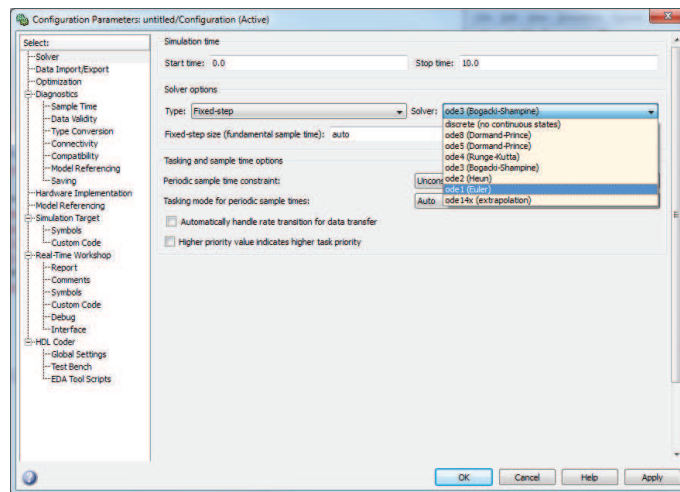 Configuration Parameters: untitled/Configuration (Active)
Select:
Solver
Data Import/Export
Optimization
Diagnostics
Sample Time
Data Validity
Type Conversion
Connectivity
Compatibility
Model Referencing
Saving
Hardware Implementation
Model Referencing
Simulation Target
Symbols
Custom Code
Real-Time Workshop
Report
Comments
Symbols
Custom Code
Debug
Interface
HDL Coder
Global Settings
Test Bench
EDA Tool Scripts
Simulation time
Start time: 0.0 Stop time: 10.0
Solver options
Type: Fixed-step Solver: ode3 (Bogacki-Shampine)
Fixed-step size (fundamental sample time): auto
discrete (no continuous states)
ode8 (Dormand-Prince)
ode5 (Dormand-Prince)
ode4 (Runge-Kutta)
ode3 (Bogacki-Shampine)
ode2 (Heun)
ode1 (Euler)
ode14x (extrapolation)
Tasking and sample time options
Periodic sample time constraint: Uncons
Tasking mode for periodic sample times: Auto
Automatically handle rate transition for data transfer
Higher priority value indicates higher task priority
OK Cancel Help Apply